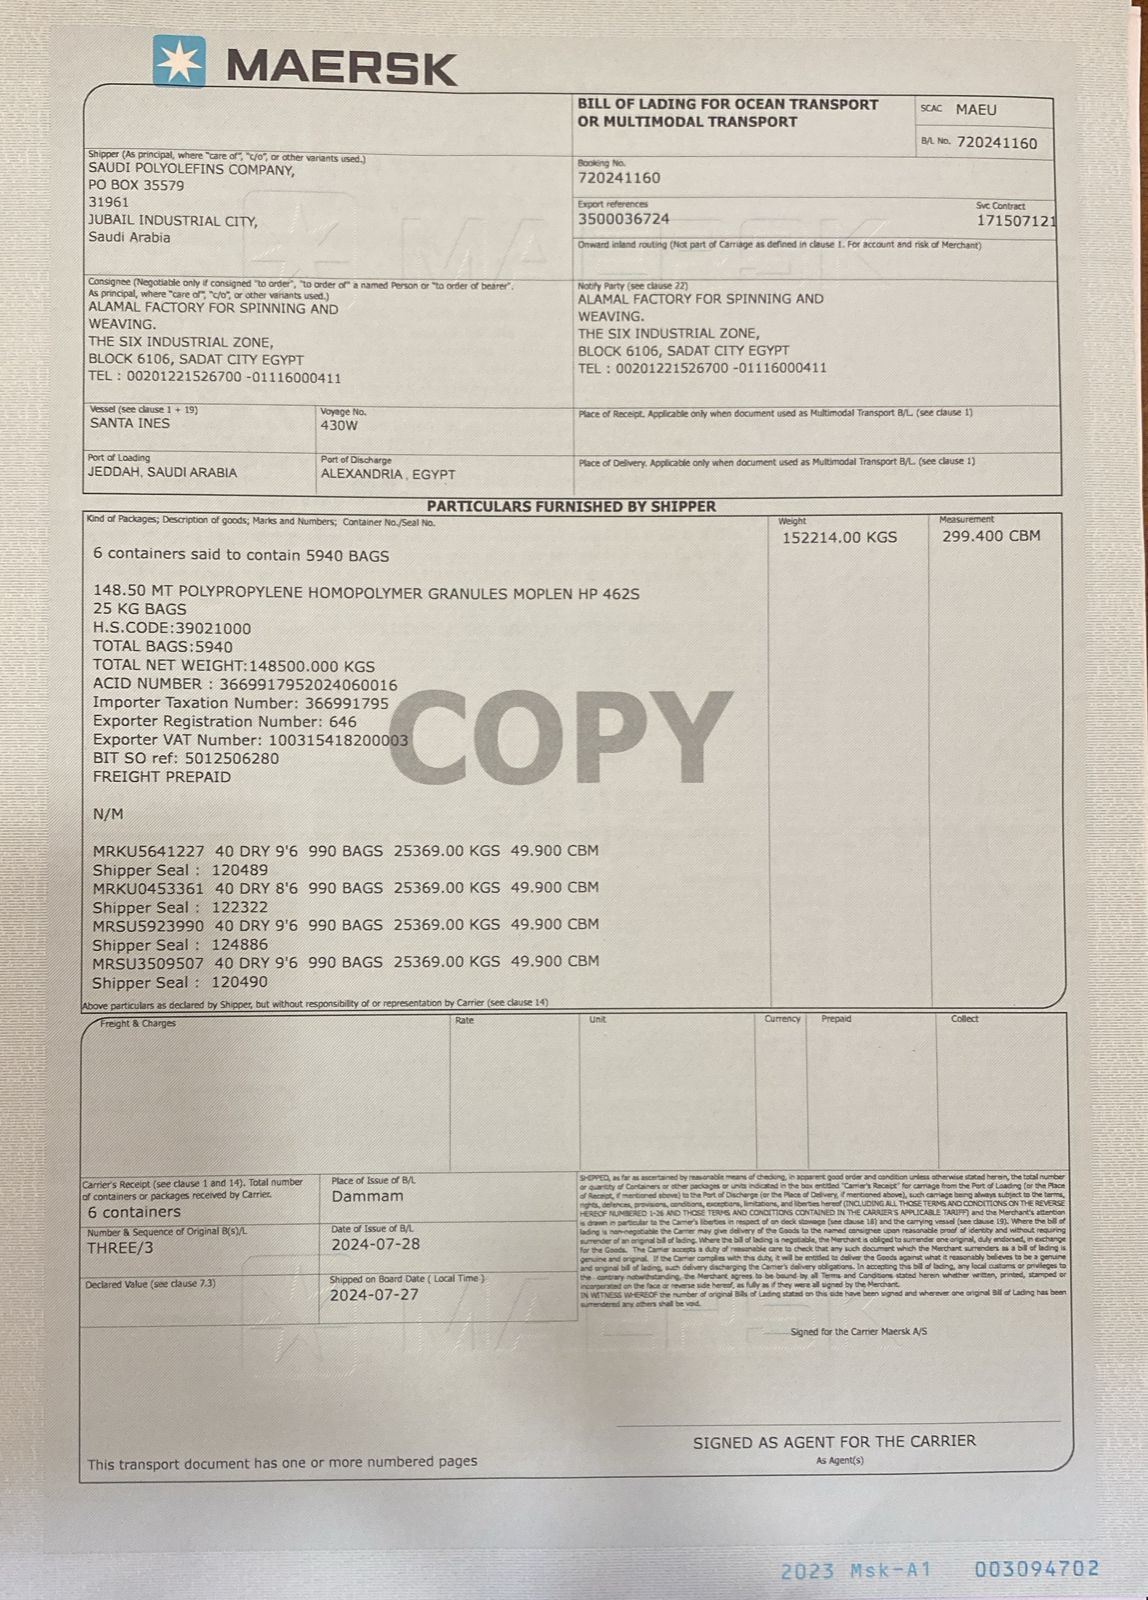 MAERSK
BILL OF LADING FOR OCEAN TRANSPORT
OR MULTIMODAL TRANSPORT
SCAC MAEU
B/L No. 720241160
Shipper (As principal, where "care of", "c/o", or other variants used.)
SAUDI POLYOLEFINS COMPANY,
PO BOX 35579
31961
JUBAIL INDUSTRIAL CITY,
Saudi Arabia
Booking No.
720241160
Export references
3500036724
Svc Contract
171507121
Onward inland routing (Not part of Carriage as defined in clause 1. For account and risk of Merchant)
Consignee (Negotiable only if consigned "to order", "to order of" a named Person or "to order of bearer".
As principal, where "care of", "c/o", or other variants used.)
ALAMAL FACTORY FOR SPINNING AND
WEAVING.
THE SIX INDUSTRIAL ZONE,
BLOCK 6106, SADAT CITY EGYPT
TEL : 00201221526700 -01116000411
Notify Party (see clause 22)
ALAMAL FACTORY FOR SPINNING AND
WEAVING.
THE SIX INDUSTRIAL ZONE,
BLOCK 6106, SADAT CITY EGYPT
TEL : 00201221526700 -01116000411
Vessel (see clause 1 + 19)
SANTA INES
Voyage No.
430W
Place of Receipt. Applicable only when document used as Multimodal Transport B/L. (see clause 1)
Port of Loading
JEDDAH, SAUDI ARABIA
Port of Discharge
ALEXANDRIA , EGYPT
Place of Delivery. Applicable only when document used as Multimodal Transport B/L. (see clause 1)
PARTICULARS FURNISHED BY SHIPPER
Kind of Packages; Description of goods; Marks and Numbers; Container No./Seal No.
Weight
152214.00 KGS
Measurement
299.400 CBM
6 containers said to contain 5940 BAGS
148.50 MT POLYPROPYLENE HOMOPOLYMER GRANULES MOPLEN HP 462S
25 KG BAGS
H.S.CODE:39021000
TOTAL BAGS:5940
TOTAL NET WEIGHT:148500.000 KGS
ACID NUMBER : 3669917952024060016
Importer Taxation Number: 366991795
Exporter Registration Number: 646
Exporter VAT Number: 100315418200003
BIT SO ref: 5012506280
FREIGHT PREPAID
COPY
N/M
MRKU5641227 40 DRY 9'6 990 BAGS 25369.00 KGS 49.900 CBM
Shipper Seal : 120489
MRKU0453361 40 DRY 8'6 990 BAGS 25369.00 KGS 49.900 CBM
Shipper Seal : 122322
MRSU5923990 40 DRY 9'6 990 BAGS 25369.00 KGS 49.900 CBM
Shipper Seal : 124886
MRSU3509507 40 DRY 9'6 990 BAGS 25369.00 KGS 49.900 CBM
Shipper Seal : 120490
Above particulars as declared by Shipper, but without responsibility of or representation by Carrier (see clause 14)
Freight & Charges
Rate
Unit
Currency
Prepaid
Collect
Carrier's Receipt (see clause 1 and 14). Total number
of containers or packages received by Carrier.
6 containers
Place of Issue of B/L
Dammam
Number & Sequence of Original B(s)/L
THREE/3
Date of Issue of B/L
2024-07-28
Declared Value (see clause 7.3)
Shipped on Board Date ( Local Time )
2024-07-27
SHIPPED, as far as ascertained by reasonable means of checking, in apparent good order and condition unless otherwise stated herein, the total number
or quantity of Containers or other packages or units indicated in the box entitled "Carrier's Receipt" for carriage from the Port of Loading (or the Place
of Receipt, if mentioned above) to the Port of Discharge (or the Place of Delivery, if mentioned above), such carriage being always subject to the terms,
rights, defences, provisions, conditions, exceptions, limitations, and liberties hereof (INCLUDING ALL THOSE TERMS AND CONDITIONS ON THE REVERSE
HEREOF NUMBERED 1-26 AND THOSE TERMS AND CONDITIONS CONTAINED IN THE CARRIER'S APPLICABLE TARIFF) and the Merchant's attention
is drawn in particular to the Carrier's liberties in respect of on deck stowage (see clause 18) and the carrying vessel (see clause 19). Where the bill of
lading is non-negotiable the Carrier may give delivery of the Goods to the named consignee upon reasonable proof of identity and without requiring
surrender of an original bill of lading. Where the bill of lading is negotiable, the Merchant is obliged to surrender one original, duly endorsed, in exchange
for the Goods. The Carrier accepts a duty of reasonable care to check that any such document which the Merchant surrenders as a bill of lading is
genuine and original. If the Carrier complies with this duty, it will be entitled to deliver the Goods against what it reasonably believes to be a genuine
and original bill of lading, such delivery discharging the Carrier's delivery obligations. In accepting this bill of lading, any local customs or privileges to
the contrary notwithstanding, the Merchant agrees to be bound by all Terms and Conditions stated herein whether written, printed, stamped or
incorporated on the face or reverse side hereof, as fully as if they were all signed by the Merchant.
IN WITNESS WHEREOF the number of original Bills of Lading stated on this side have been signed and wherever one original Bill of Lading has been
surrendered any others shall be void.
Signed for the Carrier Maersk A/S
SIGNED AS AGENT FOR THE CARRIER
As Agent(s)
This transport document has one or more numbered pages
2023 Msk-A1 003094702